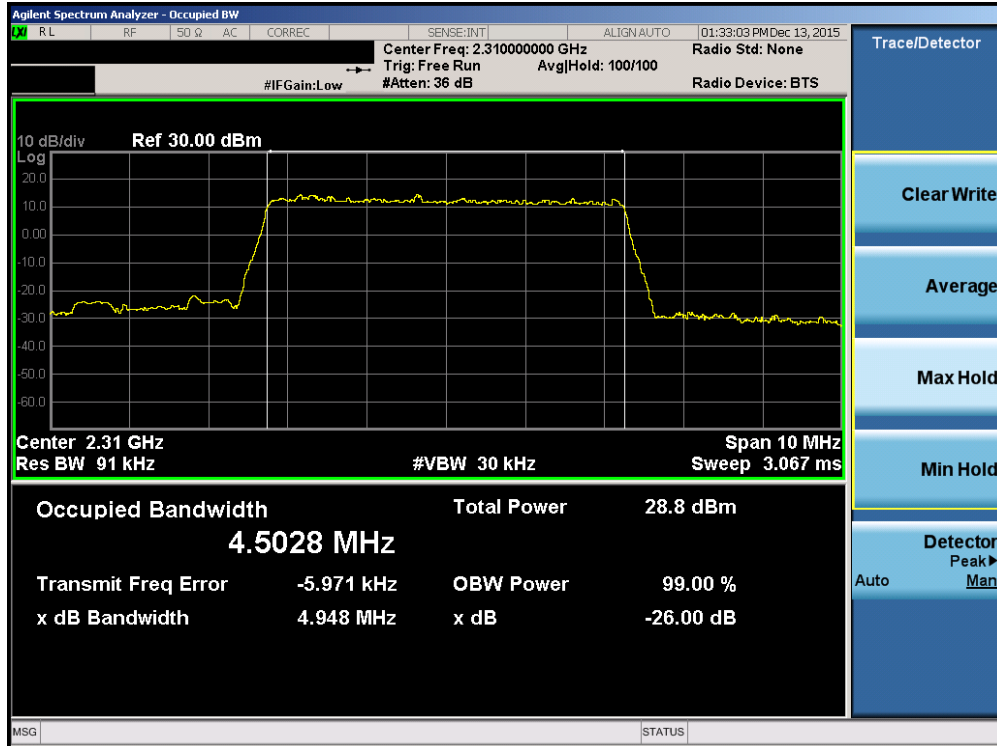 Agilent Spectrum Analyzer - Occupied BW
LXI RL RF 50 Ω AC CORREC SENSE:INT ALIGN AUTO 01:33:03 PM Dec 13, 2015
Center Freq: 2.310000000 GHz Radio Std: None
Trig: Free Run Avg|Hold: 100/100
#IFGain:Low #Atten: 36 dB Radio Device: BTS
10 dB/div Ref 30.00 dBm
Log
20.0
10.0
0.00
-10.0
-20.0
-30.0
-40.0
-50.0
-60.0
Center 2.31 GHz Span 10 MHz
Res BW 91 kHz #VBW 30 kHz Sweep 3.067 ms
Occupied Bandwidth Total Power 28.8 dBm
4.5028 MHz
Transmit Freq Error -5.971 kHz OBW Power 99.00 %
x dB Bandwidth 4.948 MHz x dB -26.00 dB
MSG STATUS
Trace/Detector
Clear Write
Average
Max Hold
Min Hold
Detector
Peak▶
Auto Man